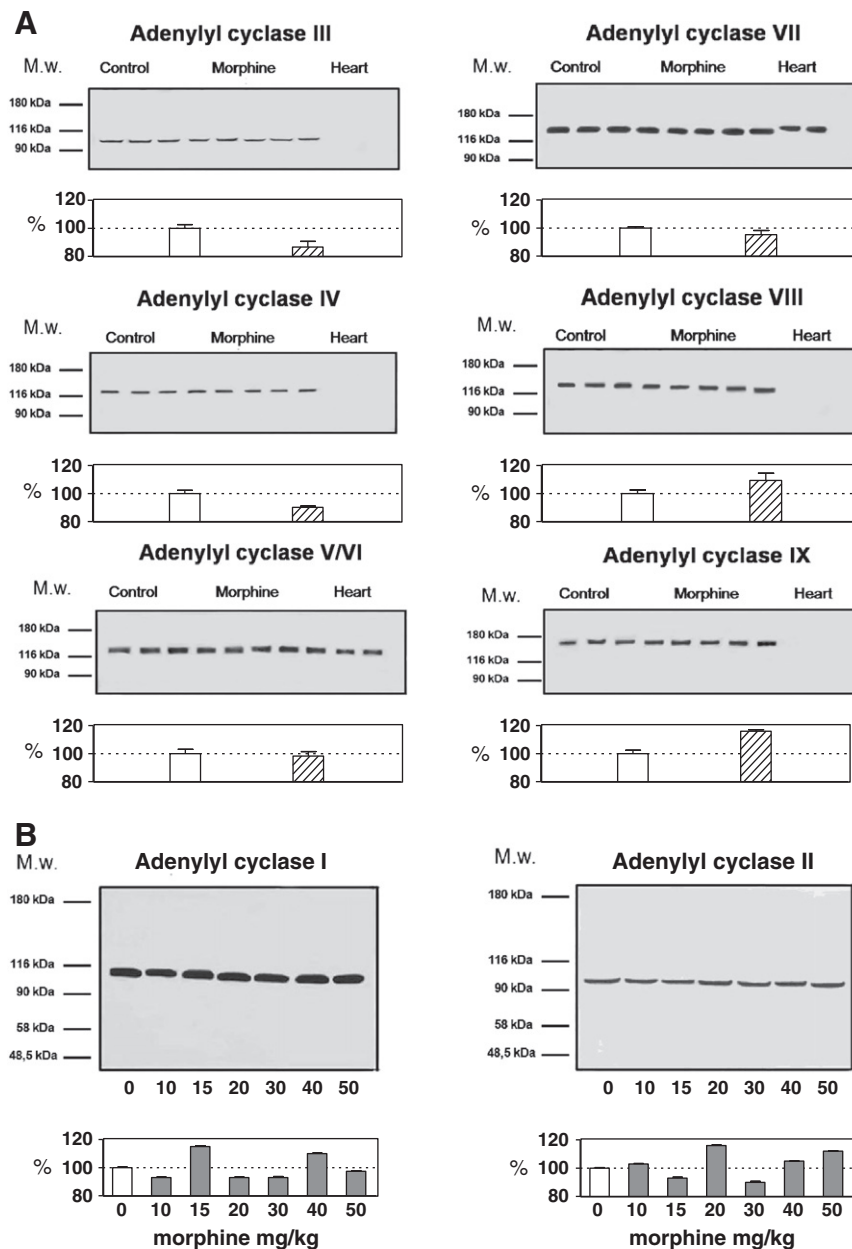 A
Adenylyl cyclase III
M.w.
Control Morphine Heart
180 kDa
116 kDa
90 kDa
120
% 100
80
Adenylyl cyclase VII
M.w.
Control Morphine Heart
180 kDa
116 kDa
90 kDa
120
% 100
80
Adenylyl cyclase IV
M.w.
Control Morphine Heart
180 kDa
116 kDa
90 kDa
120
% 100
80
Adenylyl cyclase VIII
M.w.
Control Morphine Heart
180 kDa
116 kDa
90 kDa
120
% 100
80
Adenylyl cyclase V/VI
M.w.
Control Morphine Heart
180 kDa
116 kDa
90 kDa
120
% 100
80
Adenylyl cyclase IX
M.w.
Control Morphine Heart
180 kDa
116 kDa
90 kDa
120
% 100
80
B
Adenylyl cyclase I
M.w.
180 kDa
116 kDa
90 kDa
58 kDa
48,5 kDa
0 10 15 20 30 40 50
120
% 100
80
0 10 15 20 30 40 50
morphine mg/kg
Adenylyl cyclase II
M.w.
180 kDa
116 kDa
90 kDa
58 kDa
48,5 kDa
0 10 15 20 30 40 50
120
% 100
80
0 10 15 20 30 40 50
morphine mg/kg